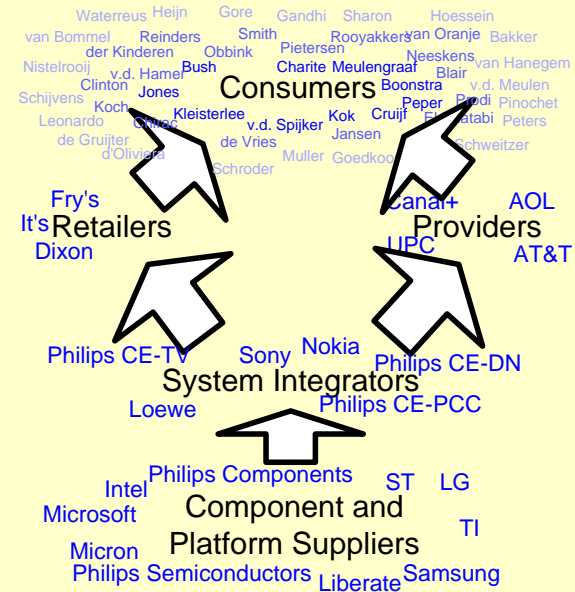 Waterreus Heijn Gore Gandhi Sharon Hoessein
van Bommel Reinders Smith Rooyakkers van Oranje Bakker
der Kinderen Obbink Pietersen Neeskens
Nistelrooij v.d. Hamer Bush Charite Meulengraaf Blair van Hanegem
Clinton Consumers Boonstra v.d. Meulen
Schijvens Jones Peper Prodi Pinochet
Koch Kleisterlee Kok Cruijf
Leonardo Chirac v.d. Spijker Jansen Peters
de Gruijter de Vries Schweitzer
d'Oliviera Muller
Schroder
Fry's Canal+ AOL
It's Retailers Providers
Dixon UPC AT&T
Nokia
Philips CE-TV Sony Philips CE-DN
System Integrators
Loewe Philips CE-PCC
Philips Components ST LG
Intel
Microsoft Component and
TI
Micron Platform Suppliers
Philips Semiconductors Liberate Samsung